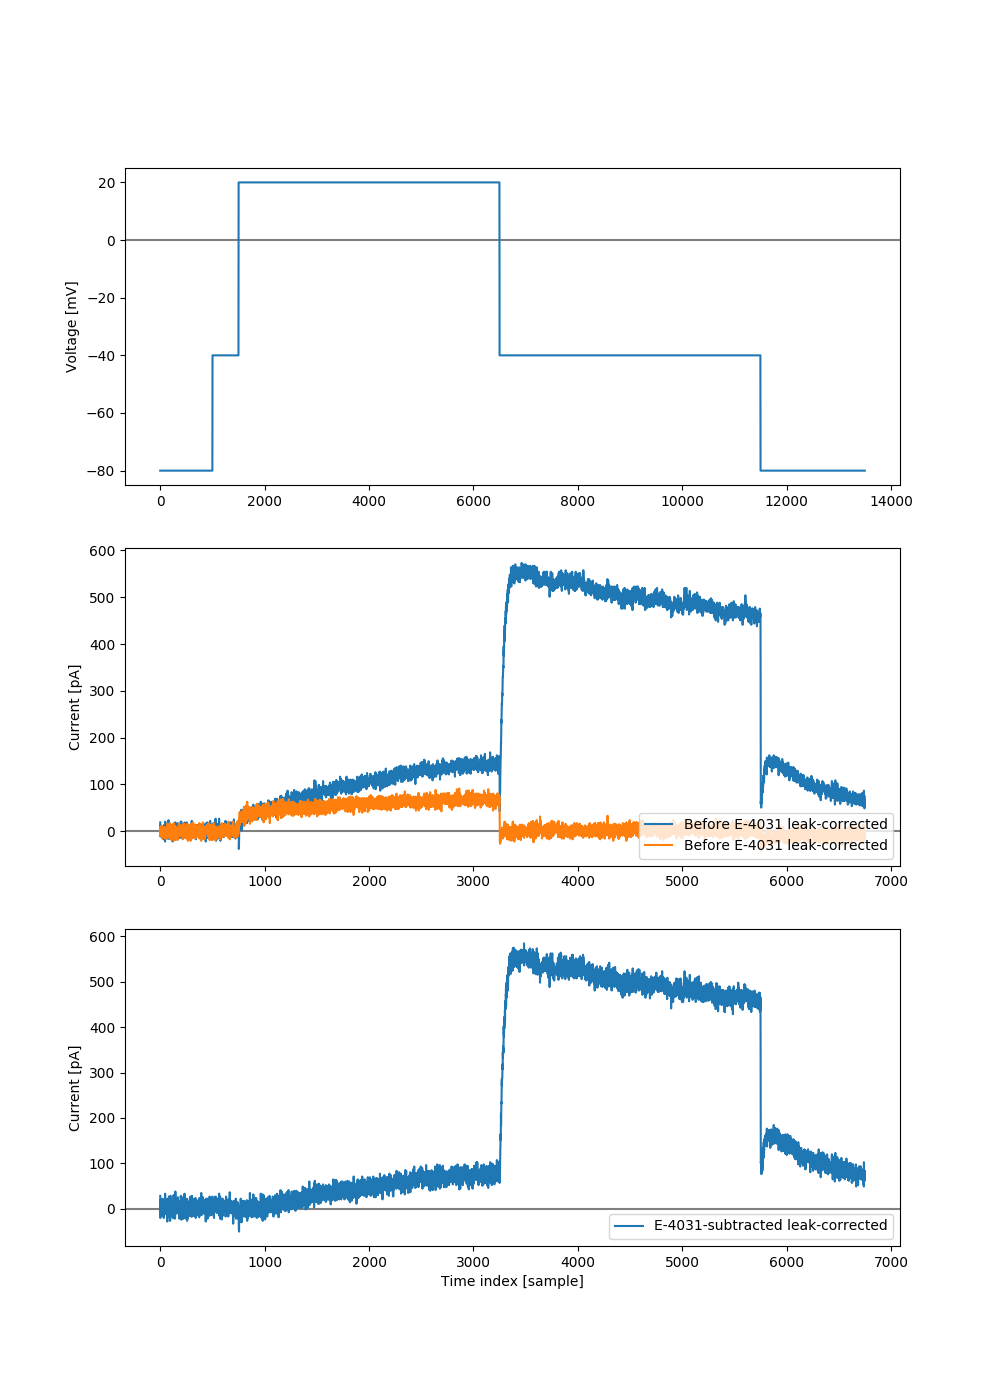 Voltage [mV]
20
0
−20
−40
−60
−80
0 2000 4000 6000 8000 10000 12000 14000
Current [pA]
600
500
400
300
200
100
0
Before E-4031 leak-corrected
Before E-4031 leak-corrected
0 1000 2000 3000 4000 5000 6000 7000
Current [pA]
600
500
400
300
200
100
0
E-4031-subtracted leak-corrected
0 1000 2000 3000 4000 5000 6000 7000
Time index [sample]